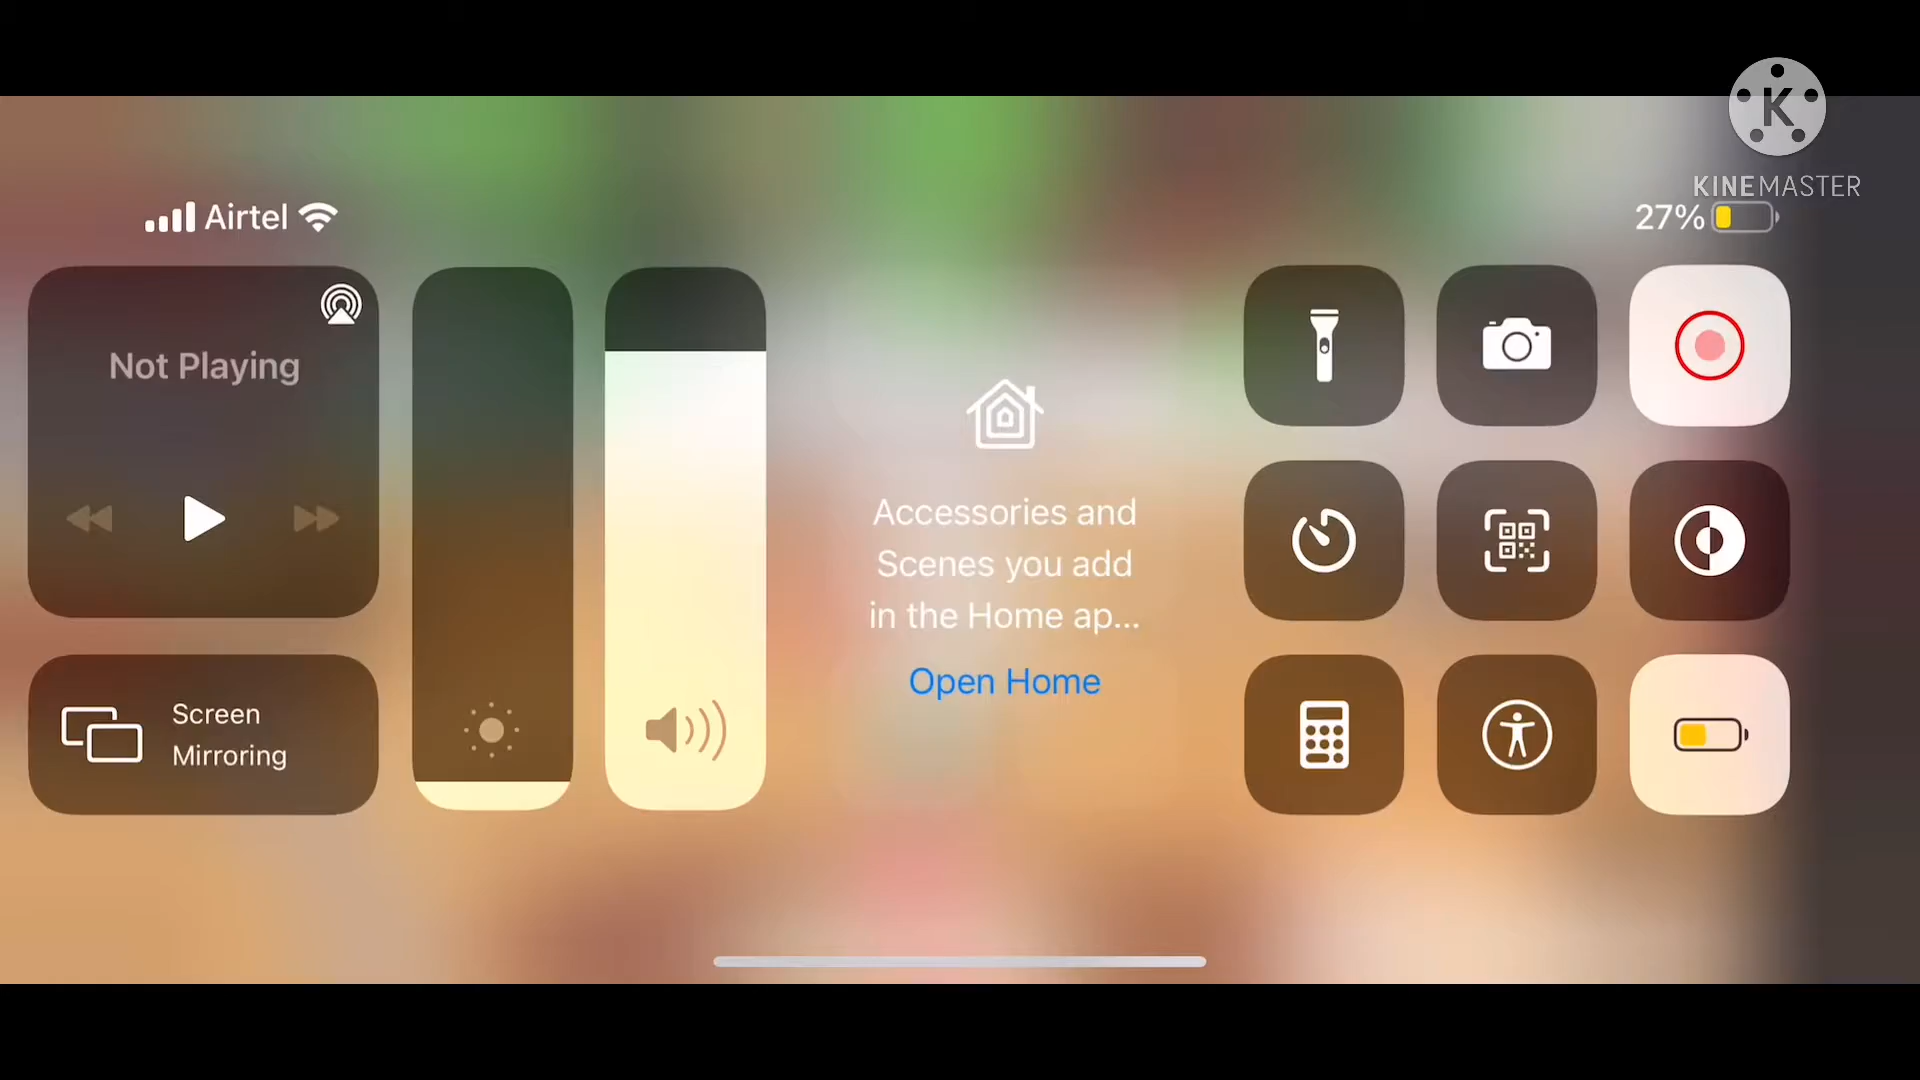 K
KINEMASTER
Airtel
27%
Not Playing
Screen
Mirroring
Accessories and
Scenes you add
in the Home ap...
Open Home